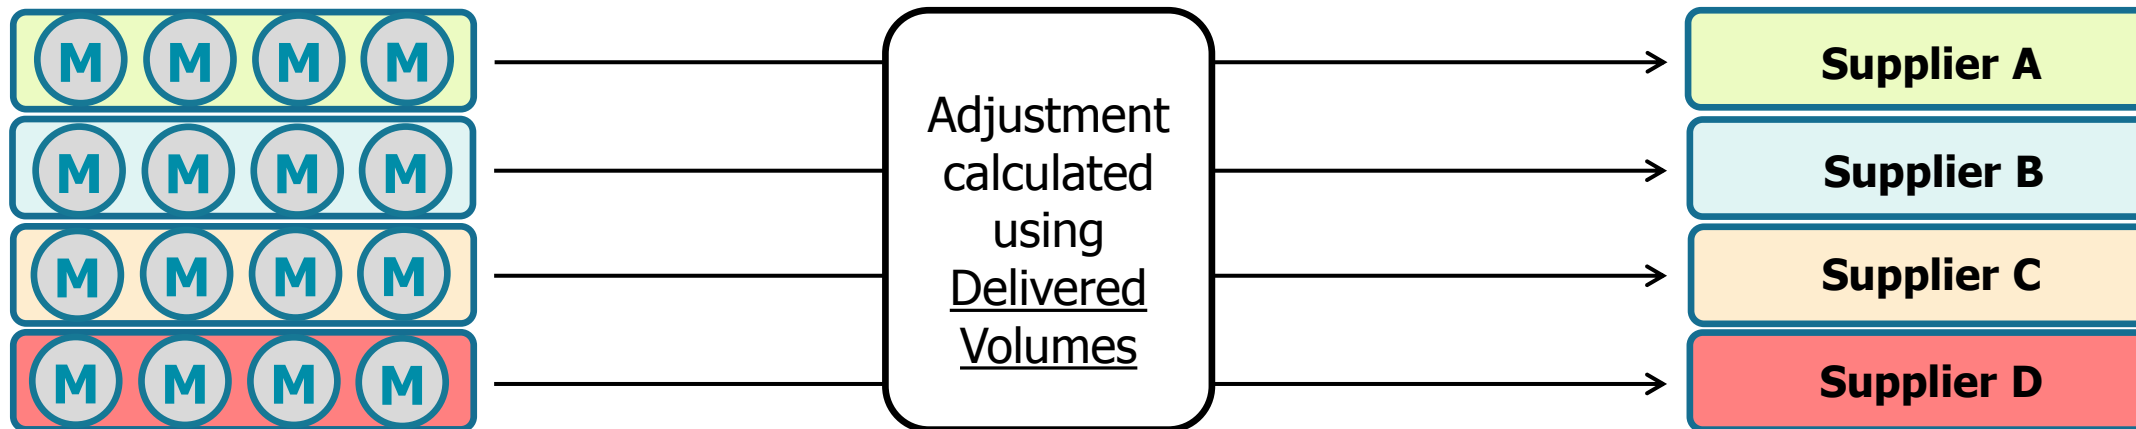 M M M M
Supplier A
M M M M
Supplier B
M M M M
Supplier C
M M M M
Supplier D
Adjustment
calculated
using
Delivered
Volumes